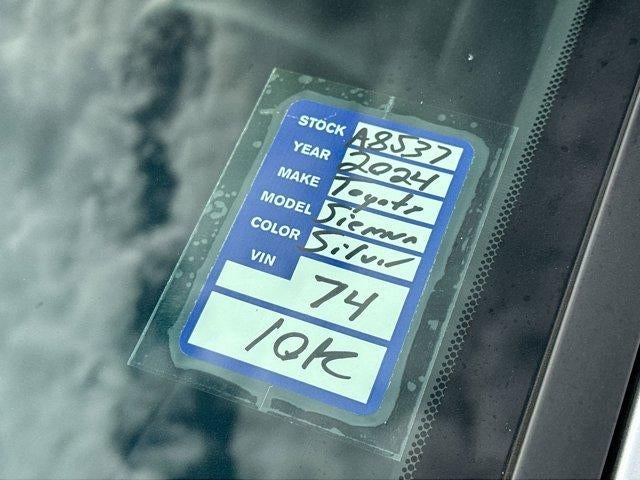 STOCK A8537
YEAR 2024
MAKE Toyota
MODEL Sienna
COLOR Silver
VIN 74
10K